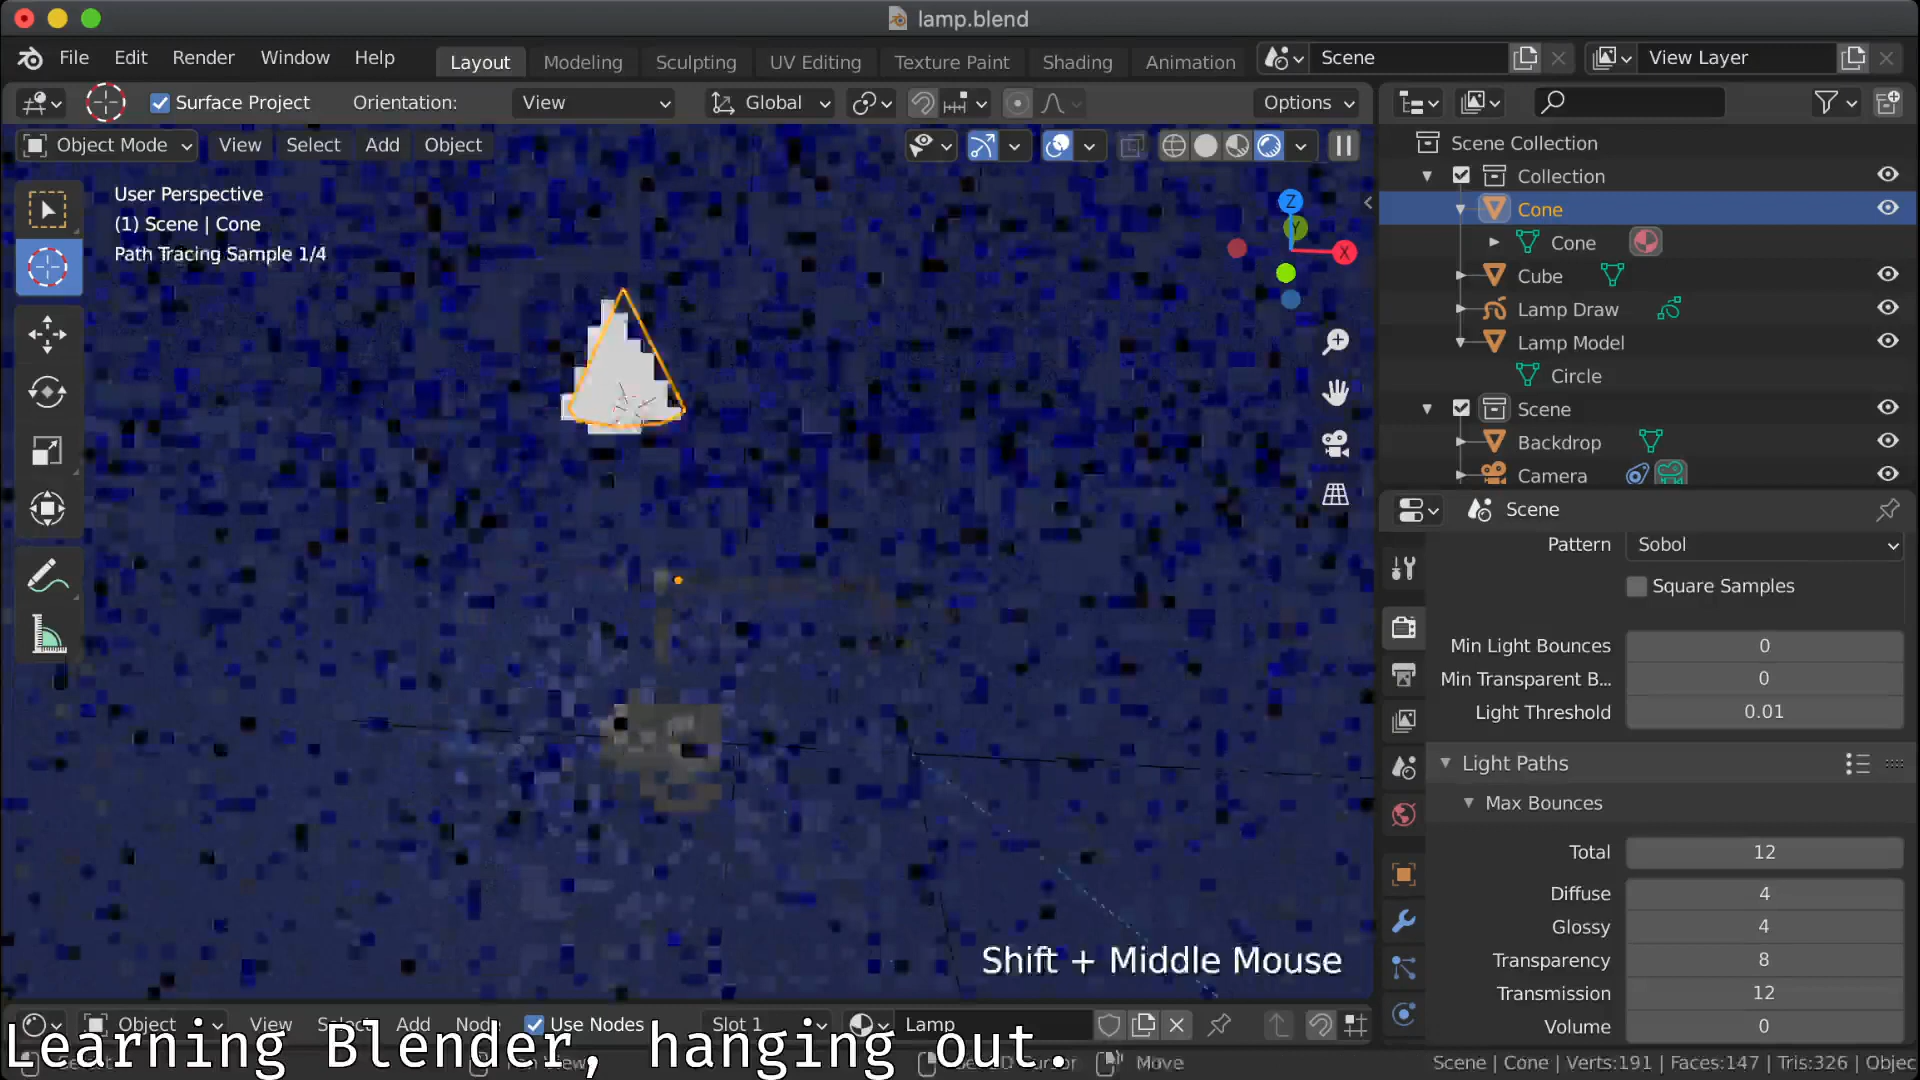 lamp.blend
File Edit Render Window Help
Layout Modeling Sculpting UV Editing Texture Paint Shading Animation
Scene
View Layer
Surface Project Orientation: View Global Options
Object Mode View Select Add Object
User Perspective
(1) Scene | Cone
Path Tracing Sample 1/4
Z
Y
X
Scene Collection
Collection
Cone
Cone
Cube
Lamp Draw
Lamp Model
Circle
Scene
Backdrop
Camera
Scene
Pattern Sobol
Square Samples
Min Light Bounces 0
Min Transparent B... 0
Light Threshold 0.01
Light Paths
Max Bounces
Total 12
Diffuse 4
Glossy 4
Transparency 8
Transmission 12
Volume 0
Shift + Middle Mouse
Object View Select Add Node Use Nodes Slot 1 Lamp
Learning Blender, hanging out.
Move
Scene | Cone | Verts:191 | Faces:147 | Tris:326 | Objec